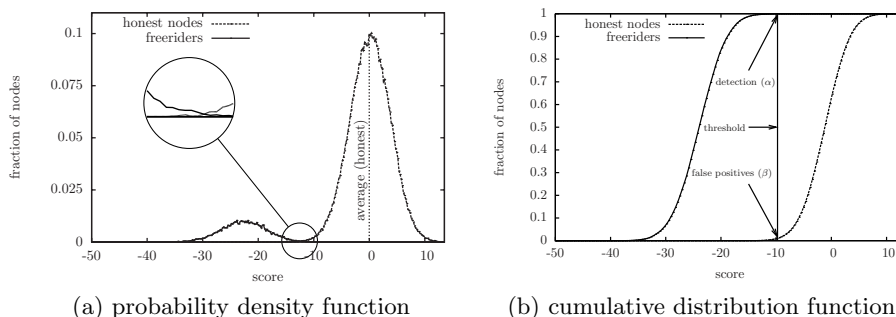 honest nodes
freeriders
0.1
0.075
0.05
0.025
0
fraction of nodes
average (honest)
-50 -40 -30 -20 -10 0 10
score
(a) probability density function
honest nodes
freeriders
1
0.9
0.8
0.7
0.6
0.5
0.4
0.3
0.2
0.1
0
fraction of nodes
detection (α)
threshold
false positives (β)
-50 -40 -30 -20 -10 0 10
score
(b) cumulative distribution function